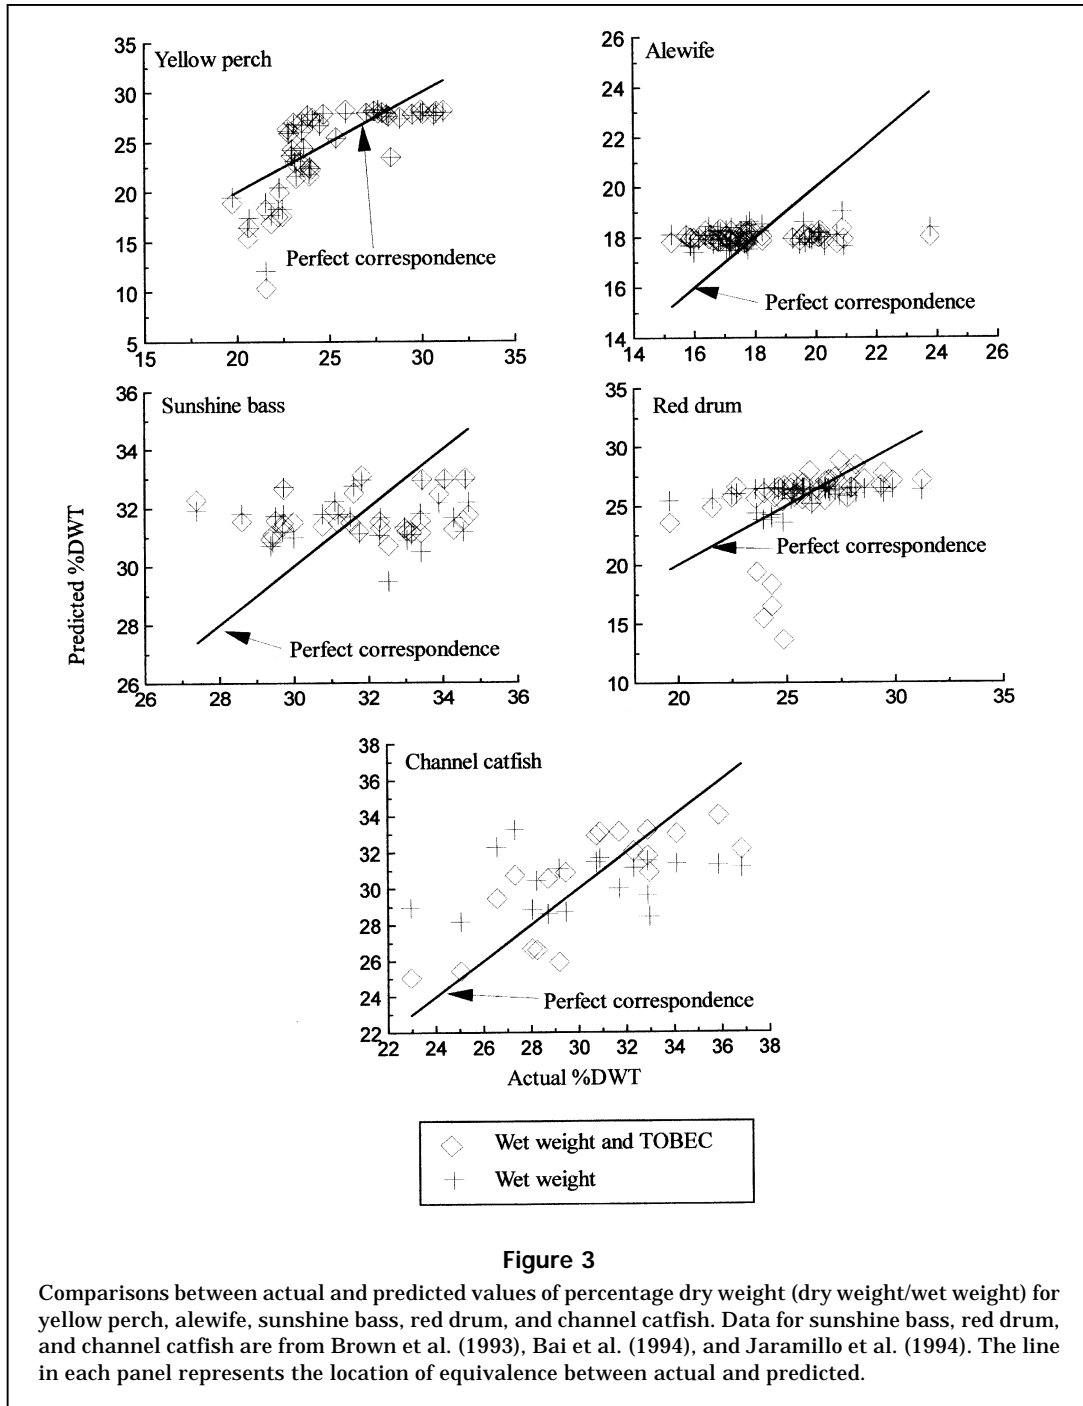 Yellow perch
35
30
25
20
15
10
5
15 20 25 30 35
Perfect correspondence
Alewife
26
24
22
20
18
16
14
14 16 18 20 22 24 26
Perfect correspondence
Sunshine bass
36
34
32
30
28
26
26 28 30 32 34 36
Perfect correspondence
Predicted %DWT
Red drum
35
30
25
20
15
10
20 25 30 35
Perfect correspondence
Channel catfish
38
36
34
32
30
28
26
24
22
22 24 26 28 30 32 34 36 38
Perfect correspondence
Actual %DWT
Wet weight and TOBEC
Wet weight
Figure 3
Comparisons between actual and predicted values of percentage dry weight (dry weight/wet weight) for
yellow perch, alewife, sunshine bass, red drum, and channel catfish. Data for sunshine bass, red drum,
and channel catfish are from Brown et al. (1993), Bai et al. (1994), and Jaramillo et al. (1994). The line
in each panel represents the location of equivalence between actual and predicted.